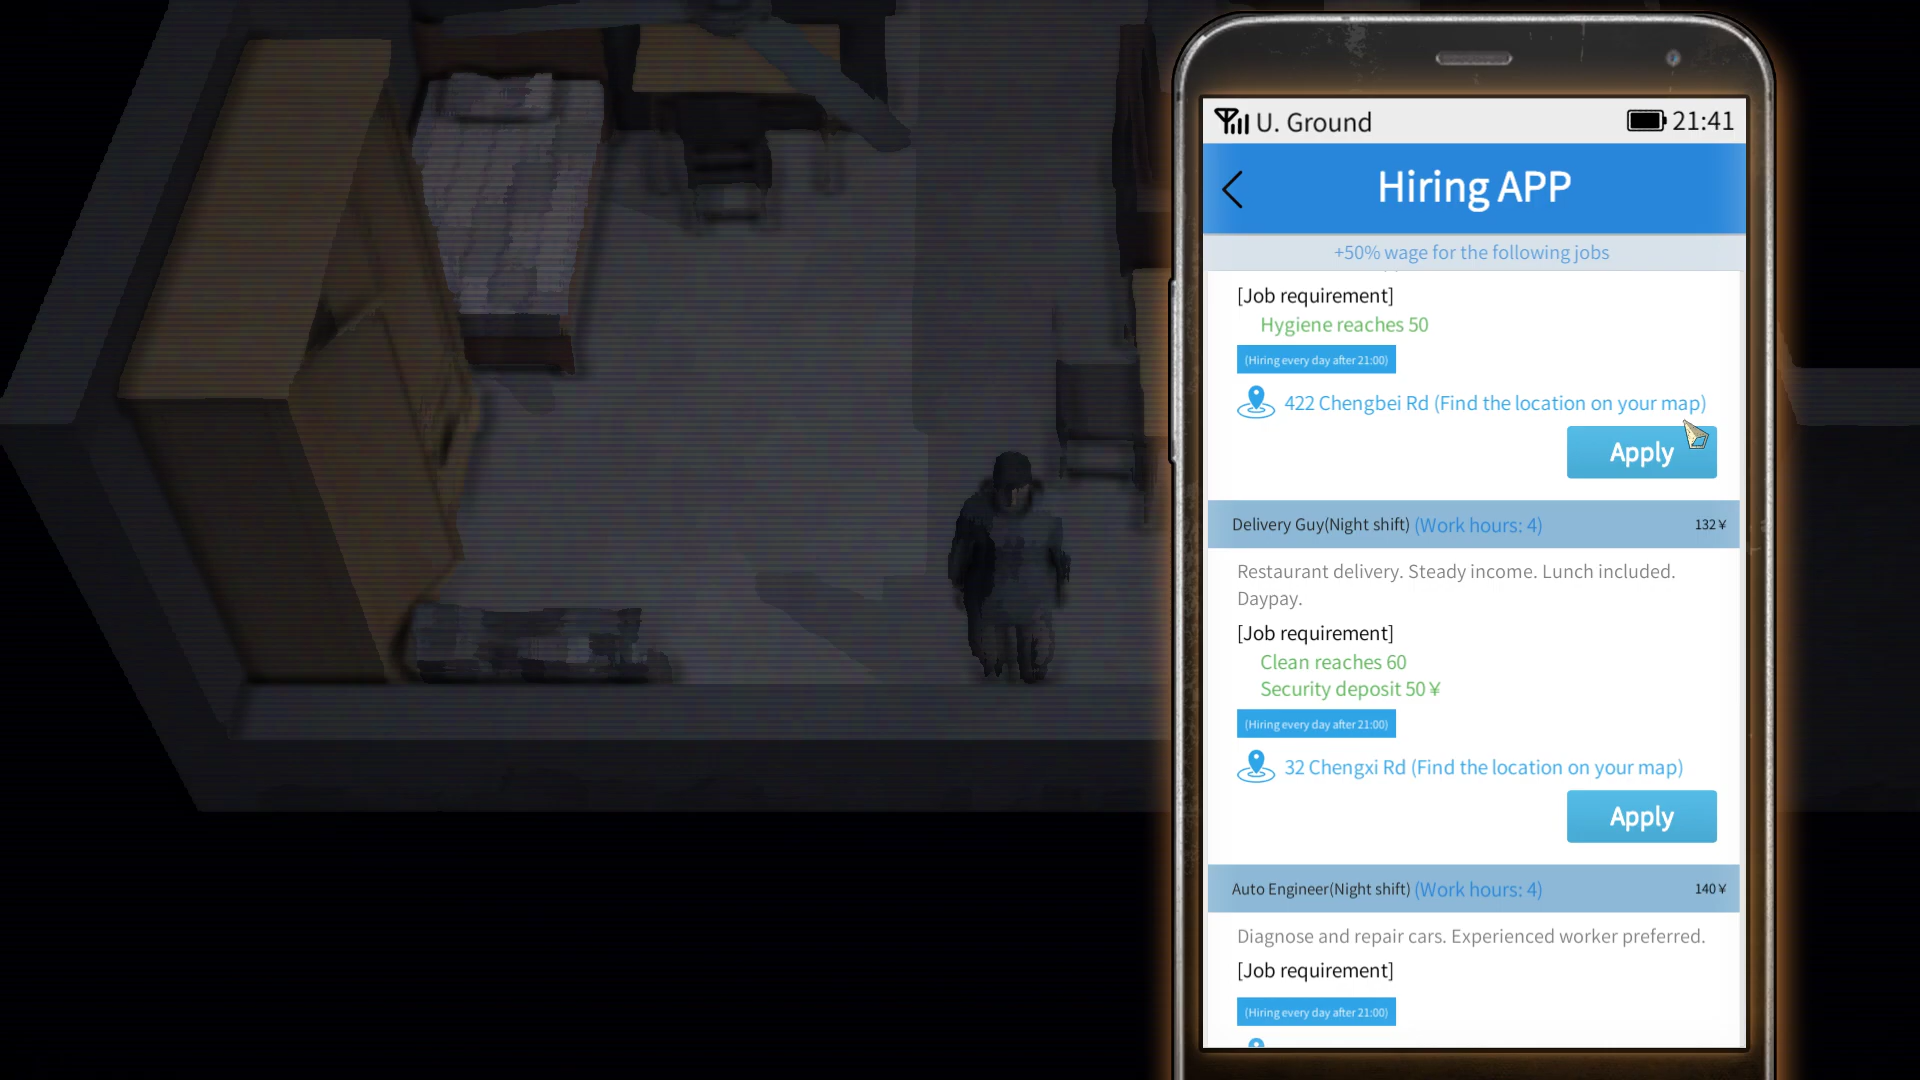 U. Ground
21:41
Hiring APP
+50% wage for the following jobs
[Job requirement]
Hygiene reaches 50
(Hiring every day after 21:00)
422 Chengbei Rd (Find the location on your map)
Apply
Delivery Guy(Night shift) (Work hours: 4) 132¥
Restaurant delivery. Steady income. Lunch included.
Daypay.
[Job requirement]
Clean reaches 60
Security deposit 50¥
(Hiring every day after 21:00)
32 Chengxi Rd (Find the location on your map)
Apply
Auto Engineer(Night shift) (Work hours: 4) 140¥
Diagnose and repair cars. Experienced worker preferred.
[Job requirement]
(Hiring every day after 21:00)